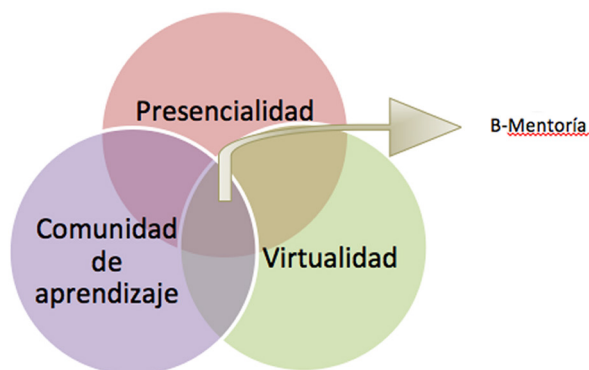 Presencialidad
B-Mentoría
Comunidad
de
aprendizaje
Virtualidad